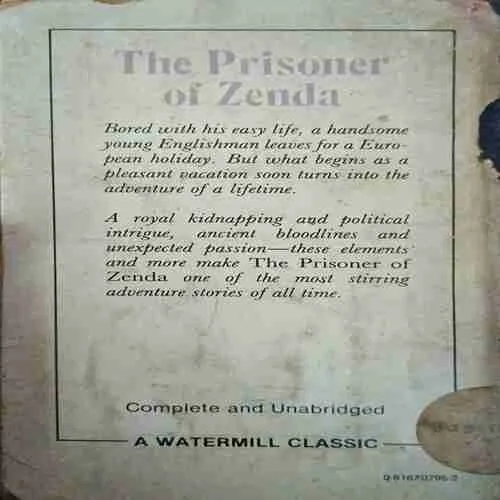 The Prisoner
of Zenda
Bored with his easy life, a handsome
young Englishman leaves for a Euro-
pean holiday. But what begins as a
pleasant vacation soon turns into the
adventure of a lifetime.
A royal kidnapping and political
intrigue, ancient bloodlines and
unexpected passion—these elements
and more make The Prisoner of
Zenda one of the most stirring
adventure stories of all time.
Complete and Unabridged
A WATERMILL CLASSIC